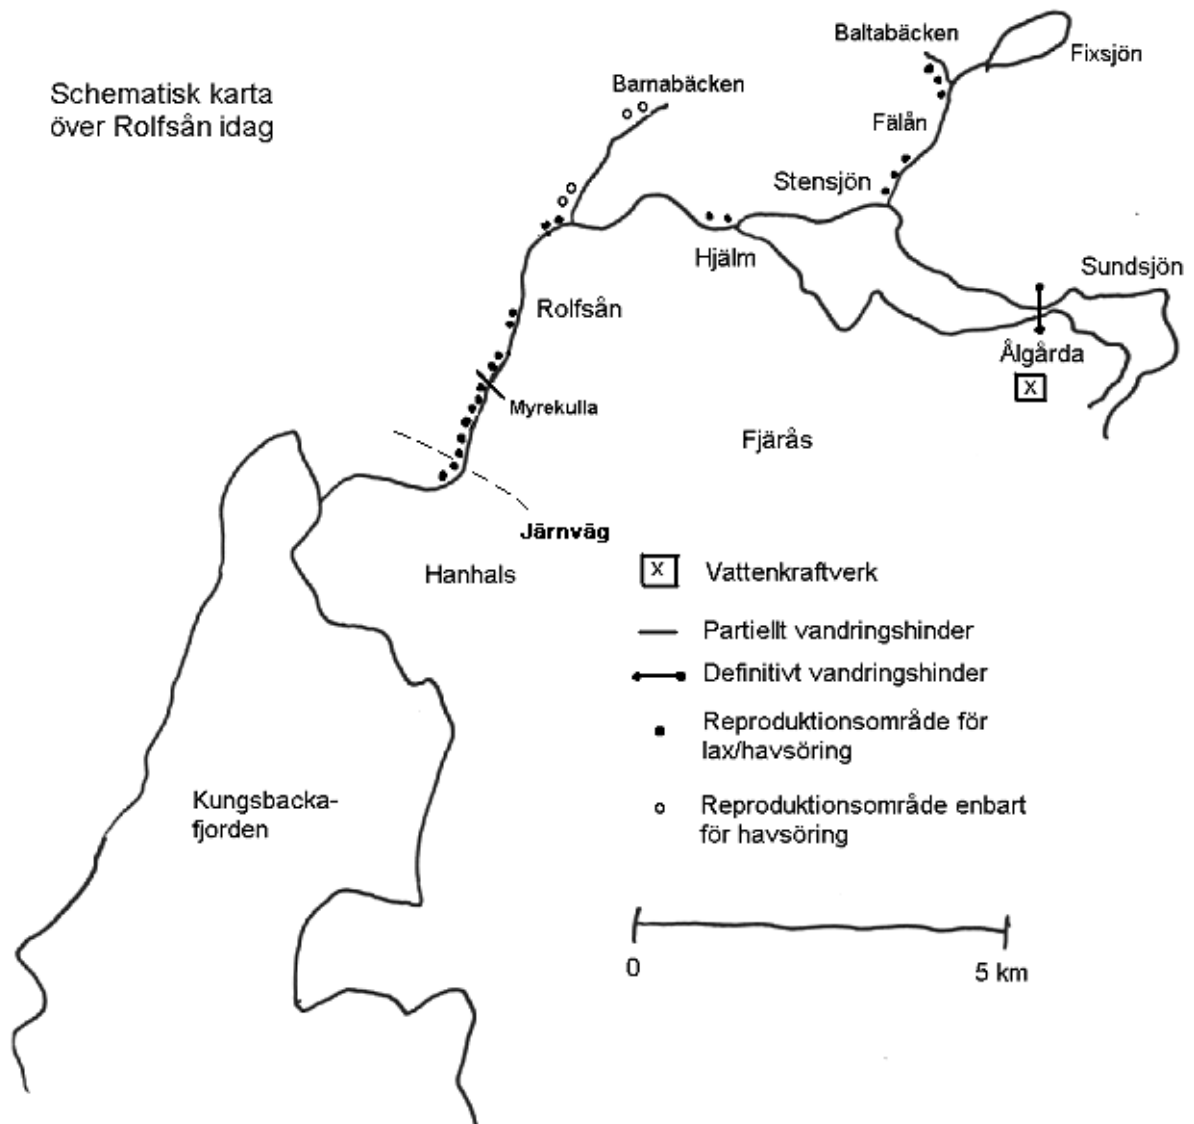 Schematisk karta
över Rolfsån idag
Baltabäcken
Fixsjön
Barnabäcken
Fälån
Stensjön
Hjälm
Sundsjön
Rolfsån
Ålgårda
X
Myrekulla
Fjärås
Järnväg
Hanhals
X Vattenkraftverk
Partiellt vandringshinder
Definitivt vandringshinder
Reproduktionsområde för
lax/havsöring
Reproduktionsområde enbart
för havsöring
Kungsbacka-
fjorden
0 5 km